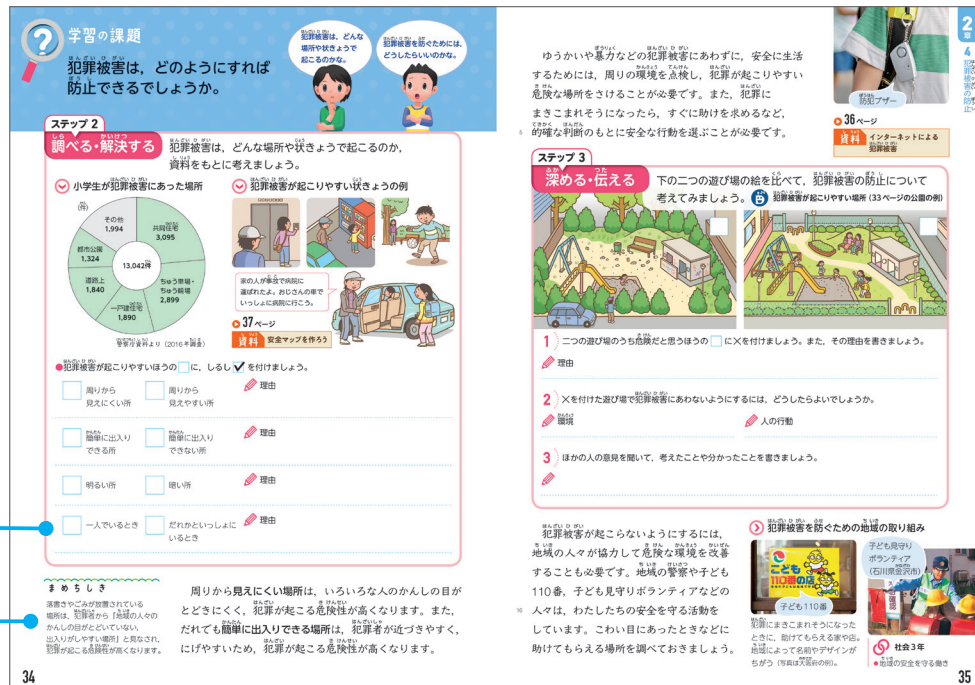 学習の課題
犯罪被害は，どのようにすれば
防止できるでしょうか。
犯罪被害は，どんな
場所や状きょうで
起こるのかな。
犯罪被害を防ぐためには，
どうしたらいいのかな。
ステップ 2
調べる・解決する
犯罪被害は，どんな場所や状きょうで起こるのか，
資料をもとに考えましょう。
小学生が犯罪被害にあった場所
(件)
その他
1,994
共同住宅
3,095
都市公園
1,324
13,042件
道路上
1,840
ちゅう車場・
ちゅう輪場
2,899
一戸建住宅
1,890
警察庁資料より（2016年調査）
犯罪被害が起こりやすい状きょうの例
家の人が事故で病院に
運ばれたよ。おじさんの車で
いっしょに病院に行こう。
37ページ
資料 安全マップを作ろう
●犯罪被害が起こりやすいほうの□に，しるし✓を付けましょう。
周りから
見えにくい所
周りから
見えやすい所
理由
簡単に出入り
できる所
簡単に出入り
できない所
理由
明るい所
暗い所
理由
一人でいるとき
だれかといっしょに
いるとき
理由
まめちしき
落書きやごみが放置されている
場所は，犯罪者から「地域の人々の
かんしの目がとどいていない，
出入りがしやすい場所」と見なされ，
犯罪が起こる危険性が高くなります。
周りから見えにくい場所は，いろいろな人のかんしの目が
とどきにくく，犯罪が起こる危険性が高くなります。また，
だれでも簡単に出入りできる場所は，犯罪者が近づきやすく，
にげやすいため，犯罪が起こる危険性が高くなります。
34
ゆうかいや暴力などの犯罪被害にあわずに，安全に生活
するためには，周りの環境を点検し，犯罪が起こりやすい
危険な場所をさけることが必要です。また，犯罪に
まきこまれそうになったら，すぐに助けを求めるなど，
5 的確な判断のもとに安全な行動を選ぶことが必要です。
防犯ブザー
36ページ
資料 インターネットによる
犯罪被害
2章
4 犯罪被害の防止
ステップ 3
深める・伝える
下の二つの遊び場の絵を比べて，犯罪被害の防止について
考えてみましょう。
犯罪被害が起こりやすい場所（33ページの公園の例）
1 二つの遊び場のうち危険だと思うほうの□に×を付けましょう。また，その理由を書きましょう。
理由
2 ×を付けた遊び場で犯罪被害にあわないようにするには，どうしたらよいでしょうか。
環境
人の行動
3 ほかの人の意見を聞いて，考えたことや分かったことを書きましょう。
犯罪被害が起こらないようにするには，
地域の人々が協力して危険な環境を改善
することも必要です。地域の警察や子ども
110番，子ども見守りボランティアなどの
10 人々は，わたしたちの安全を守る活動を
しています。こわい目にあったときなどに
助けてもらえる場所を調べておきましょう。
犯罪被害を防ぐための地域の取り組み
こども
110番の店
子ども110番
犯罪にまきこまれそうになった
ときに，助けてもらえる家や店。
地域によって名前やデザインが
ちがう（写真は大阪府の例）。
子ども見守り
ボランティア
（石川県金沢市）
社会3年
●地域の安全を守る働き
35